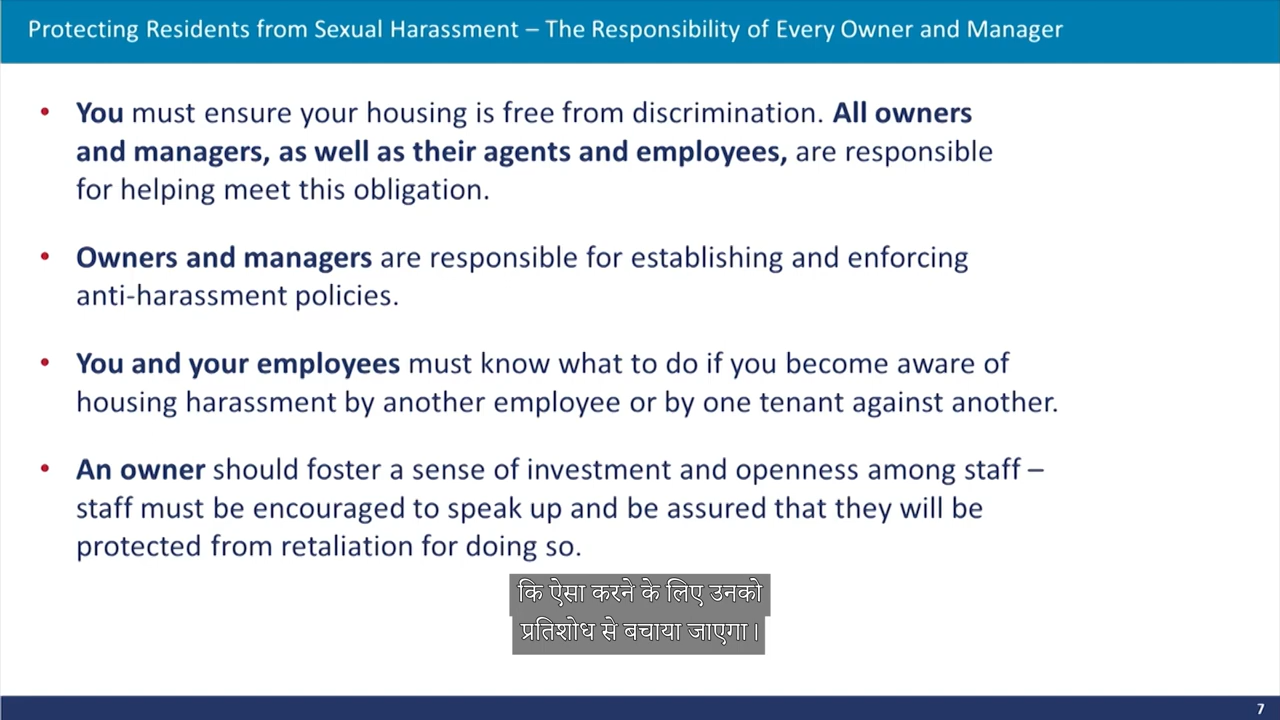 Protecting Residents from Sexual Harassment – The Responsibility of Every Owner and Manager
• You must ensure your housing is free from discrimination. All owners
and managers, as well as their agents and employees, are responsible
for helping meet this obligation.
• Owners and managers are responsible for establishing and enforcing
anti-harassment policies.
• You and your employees must know what to do if you become aware of
housing harassment by another employee or by one tenant against another.
• An owner should foster a sense of investment and openness among staff –
staff must be encouraged to speak up and be assured that they will be
protected from retaliation for doing so.
कि ऐसा करने के लिए उनको
प्रतिशोध से बचाया जाएगा।
7